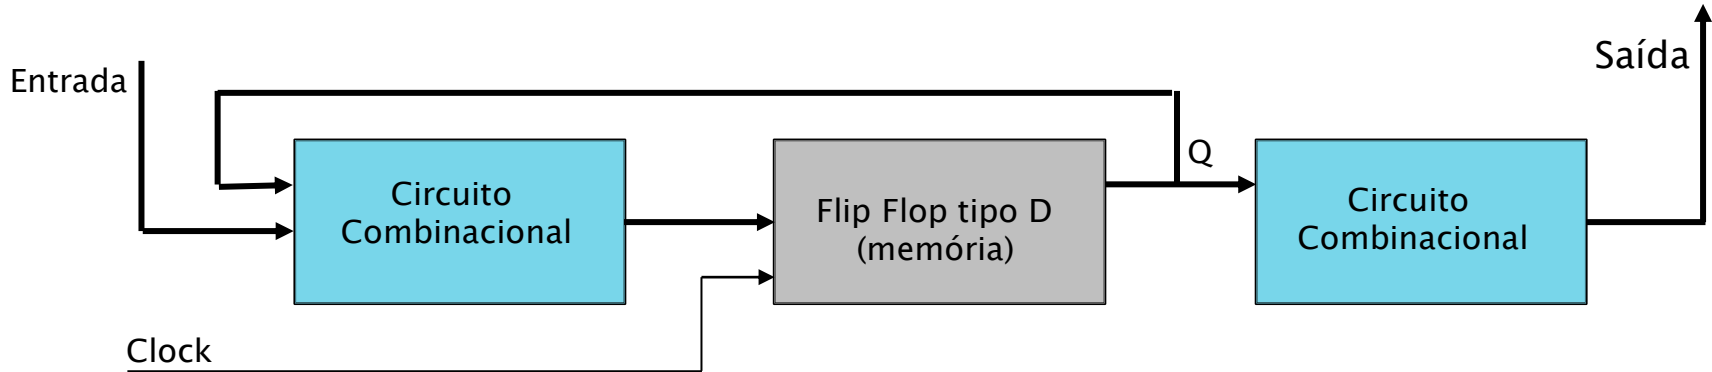 Entrada
Saída
Q
Circuito
Combinacional
Flip Flop tipo D
(memória)
Circuito
Combinacional
Clock